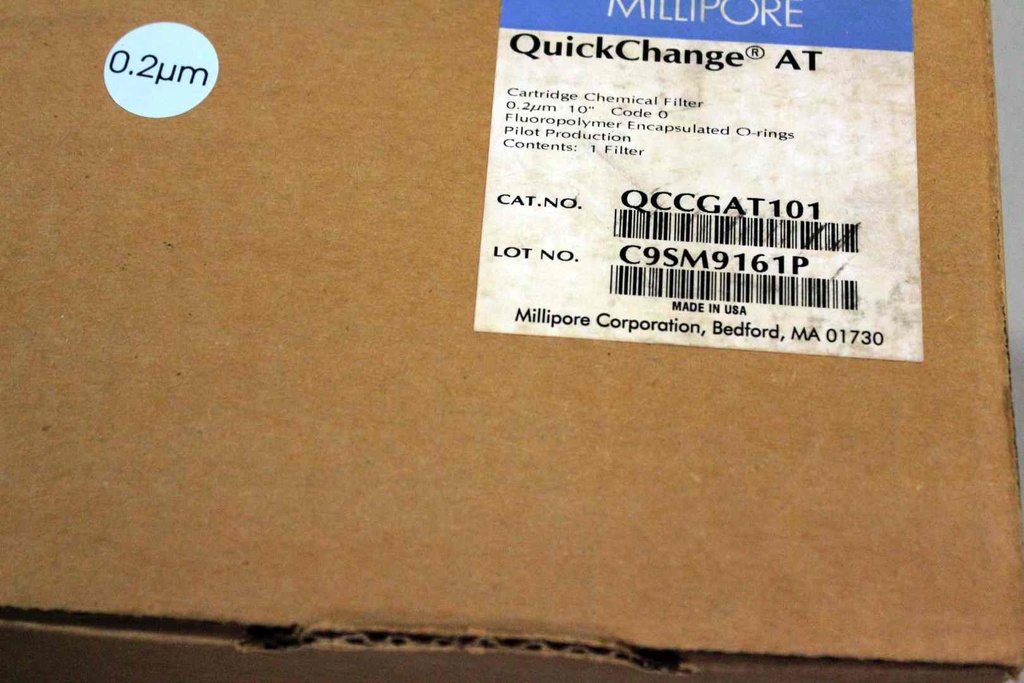 0.2µm
MILLIPORE
QuickChange® AT
Cartridge Chemical Filter
0.2µm 10" Code 0
Fluoropolymer Encapsulated O-rings
Pilot Production
Contents: 1 Filter
CAT.NO. QCCGAT101
LOT NO. C9SM9161P
MADE IN USA
Millipore Corporation, Bedford, MA 01730